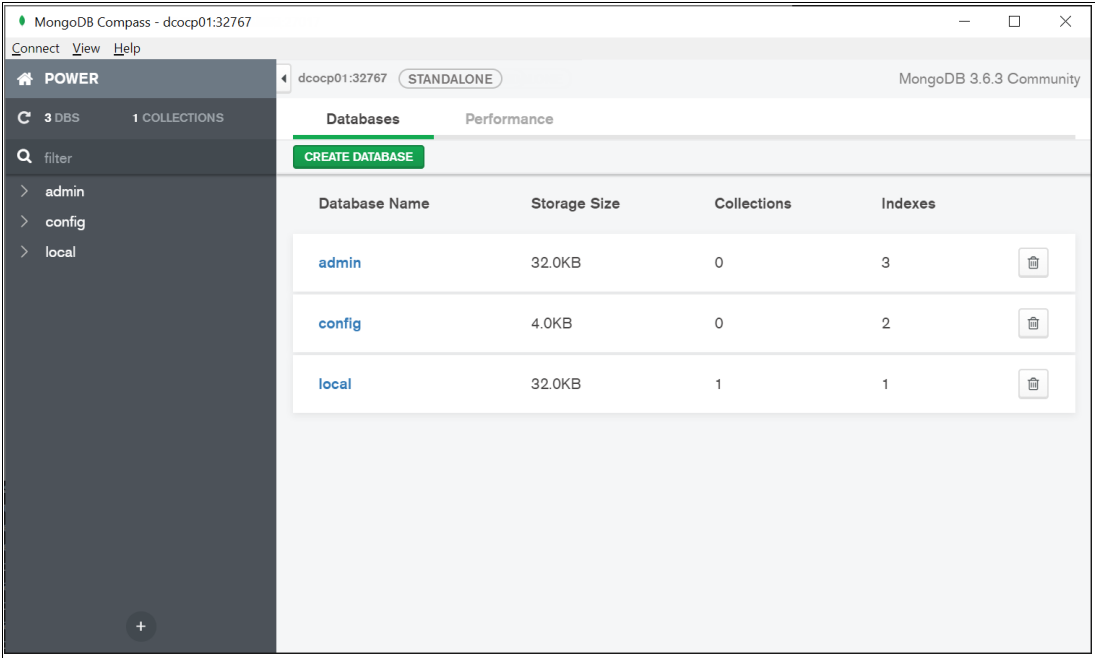 MongoDB Compass - dcocp01:32767
Connect View Help
POWER
dcocp01:32767 STANDALONE MongoDB 3.6.3 Community
3 DBS 1 COLLECTIONS
Databases Performance
filter
CREATE DATABASE
admin
config
local
Database Name Storage Size Collections Indexes
admin 32.0KB 0 3
config 4.0KB 0 2
local 32.0KB 1 1
+